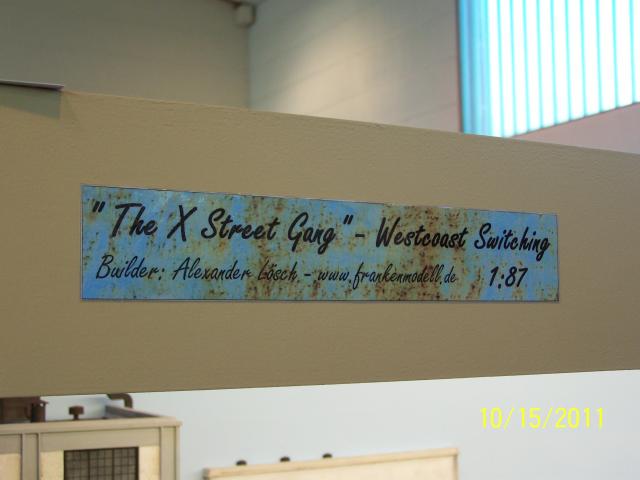 "The X Street Gang" - Westcoast Switching
Builder: Alexander Lösch - www.frankenmodell.de 1:87
10/15/2011